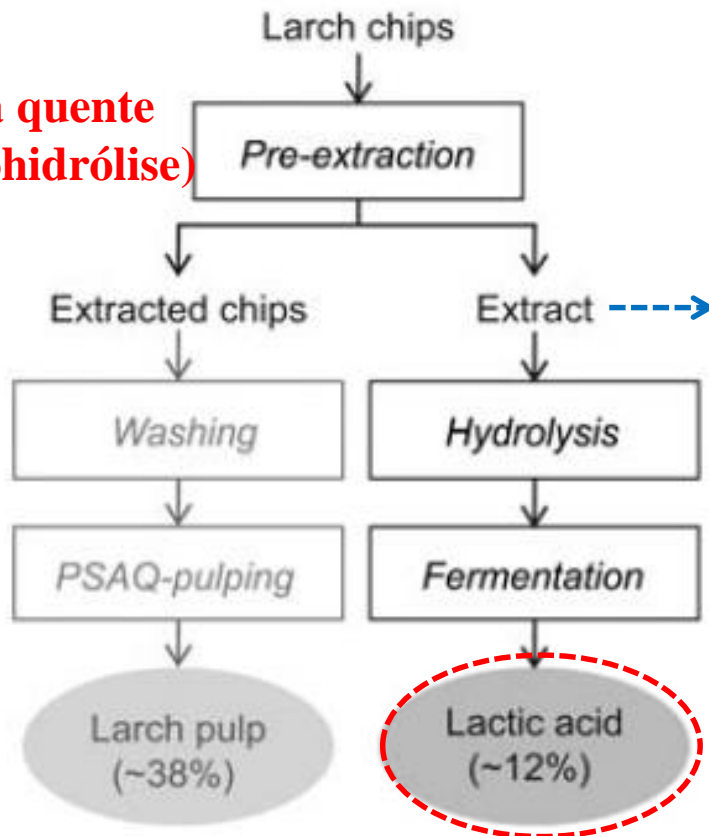 Larch chips
quente
Pre-extraction
Extracted chips
Extract
Washing
Hydrolysis
PSAQ-pulping
Fermentation
Larch pulp
(~38%)
Lactic acid
(~12%)